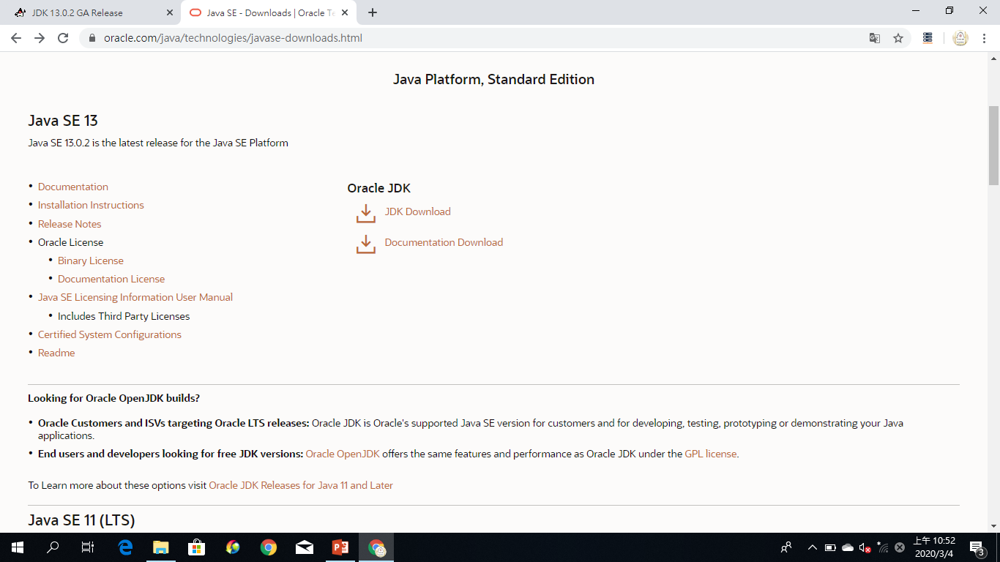 JDK 13.0.2 GA Release
Java SE - Downloads | Oracle Te
oracle.com/java/technologies/javase-downloads.html
Java Platform, Standard Edition
Java SE 13
Java SE 13.0.2 is the latest release for the Java SE Platform
• Documentation
• Installation Instructions
• Release Notes
• Oracle License
• Binary License
• Documentation License
• Java SE Licensing Information User Manual
• Includes Third Party Licenses
• Certified System Configurations
• Readme
Oracle JDK
JDK Download
Documentation Download
Looking for Oracle OpenJDK builds?
• Oracle Customers and ISVs targeting Oracle LTS releases: Oracle JDK is Oracle's supported Java SE version for customers and for developing, testing, prototyping or demonstrating your Java
applications.
• End users and developers looking for free JDK versions: Oracle OpenJDK offers the same features and performance as Oracle JDK under the GPL license.
To Learn more about these options visit Oracle JDK Releases for Java 11 and Later
Java SE 11 (LTS)
上午 10:52
2020/3/4
3